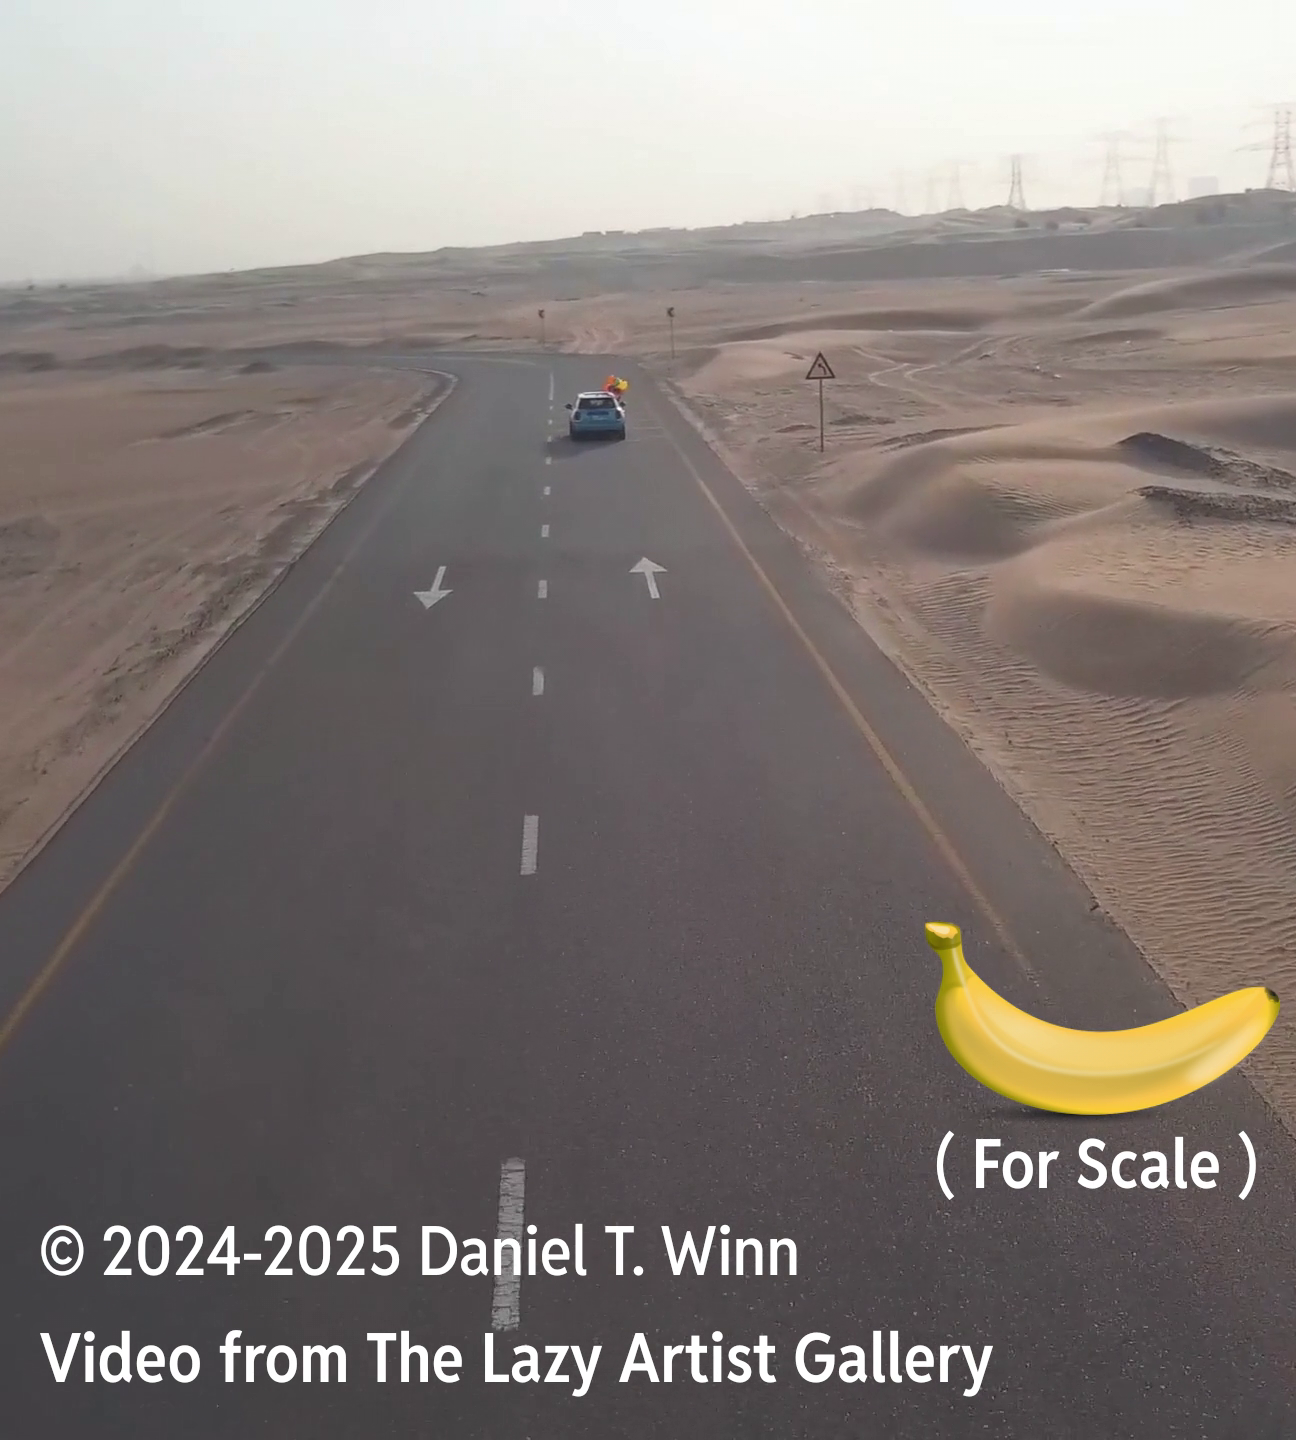 ( For Scale )
© 2024-2025 Daniel T. Winn
Video from The Lazy Artist Gallery